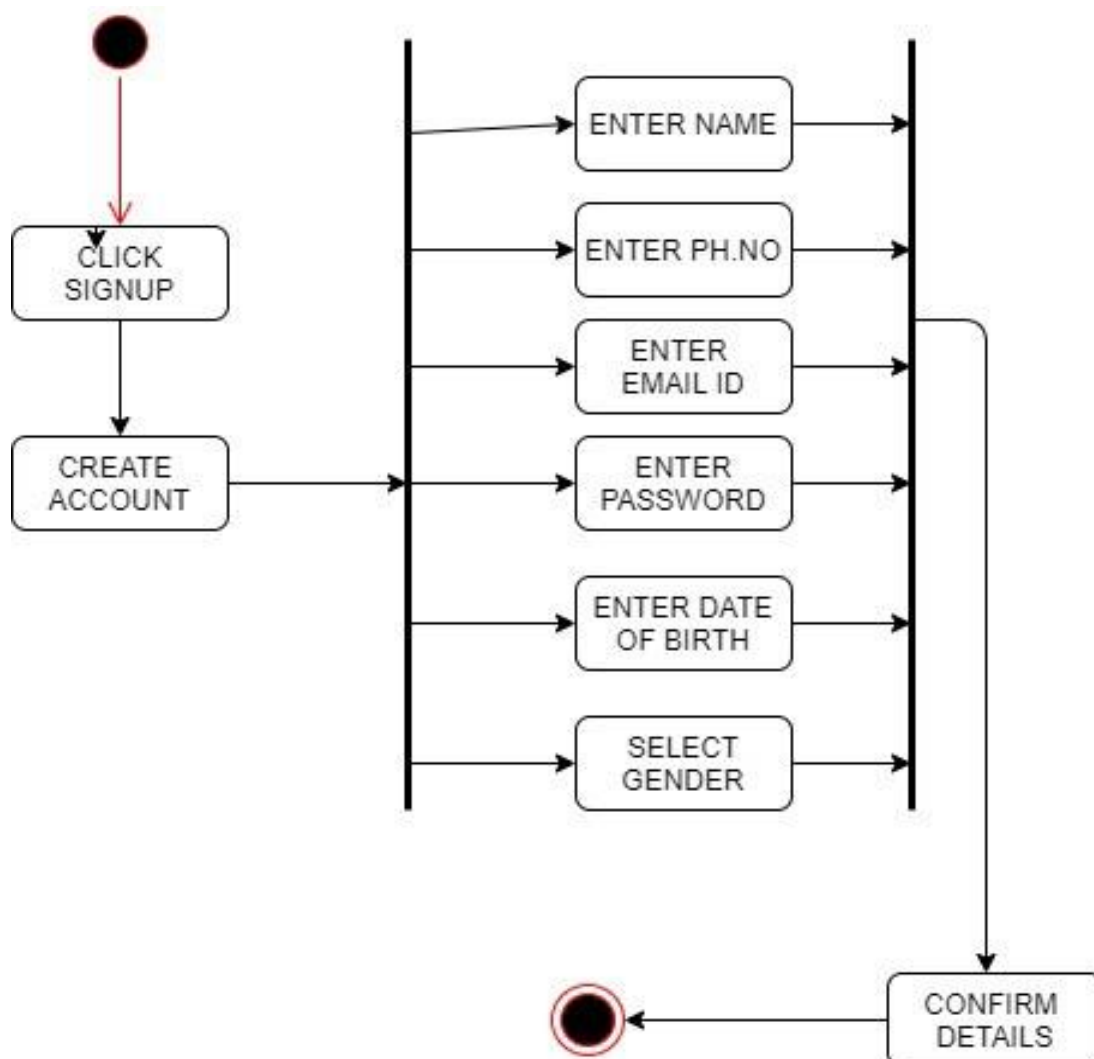 CLICK
SIGNUP
CREATE
ACCOUNT
ENTER NAME
ENTER PH.NO
ENTER
EMAIL ID
ENTER
PASSWORD
ENTER DATE
OF BIRTH
SELECT
GENDER
CONFIRM
DETAILS